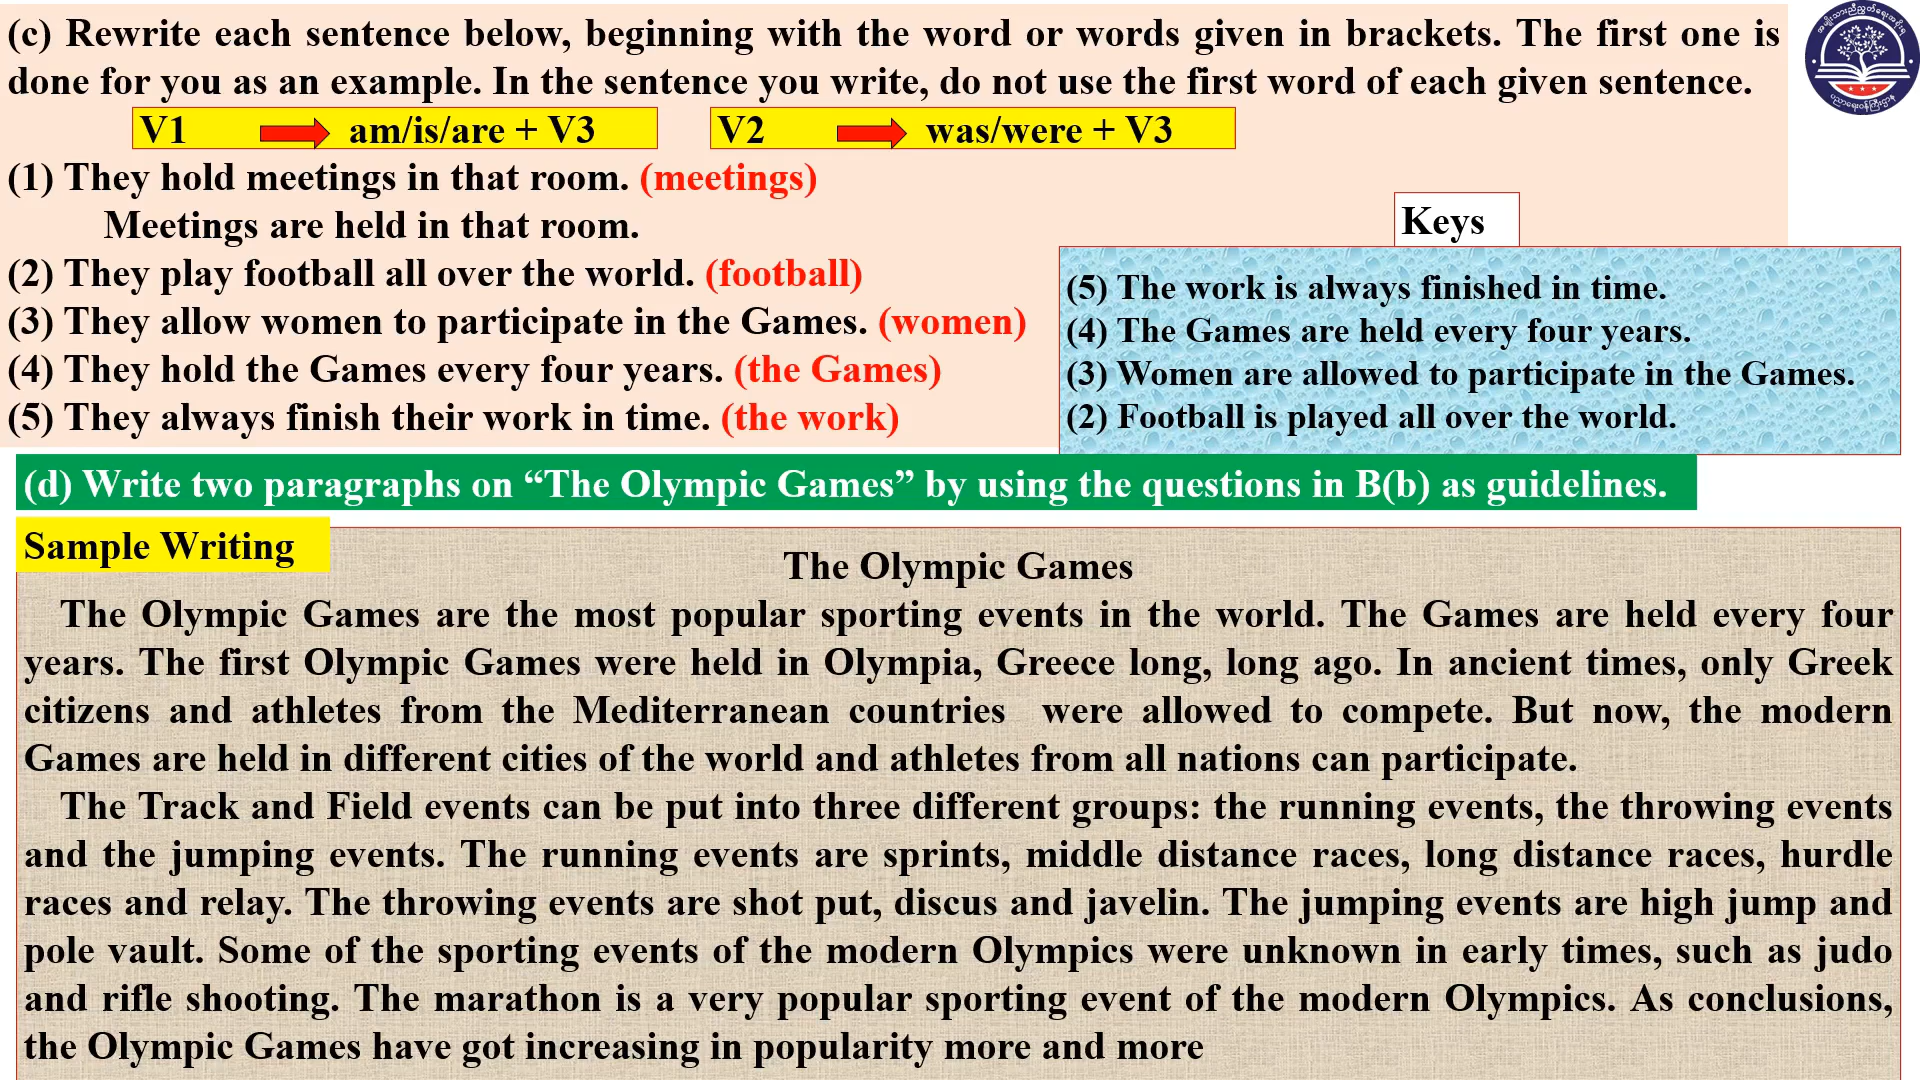 (c) Rewrite each sentence below, beginning with the word or words given in brackets. The first one is
done for you as an example. In the sentence you write, do not use the first word of each given sentence.
V1 am/is/are + V3
V2 was/were + V3
(1) They hold meetings in that room. (meetings)
Meetings are held in that room.
(2) They play football all over the world. (football)
(3) They allow women to participate in the Games. (women)
(4) They hold the Games every four years. (the Games)
(5) They always finish their work in time. (the work)
Keys
(5) The work is always finished in time.
(4) The Games are held every four years.
(3) Women are allowed to participate in the Games.
(2) Football is played all over the world.
(d) Write two paragraphs on “The Olympic Games” by using the questions in B(b) as guidelines.
Sample Writing
The Olympic Games
The Olympic Games are the most popular sporting events in the world. The Games are held every four
years. The first Olympic Games were held in Olympia, Greece long, long ago. In ancient times, only Greek
citizens and athletes from the Mediterranean countries were allowed to compete. But now, the modern
Games are held in different cities of the world and athletes from all nations can participate.
The Track and Field events can be put into three different groups: the running events, the throwing events
and the jumping events. The running events are sprints, middle distance races, long distance races, hurdle
races and relay. The throwing events are shot put, discus and javelin. The jumping events are high jump and
pole vault. Some of the sporting events of the modern Olympics were unknown in early times, such as judo
and rifle shooting. The marathon is a very popular sporting event of the modern Olympics. As conclusions,
the Olympic Games have got increasing in popularity more and more